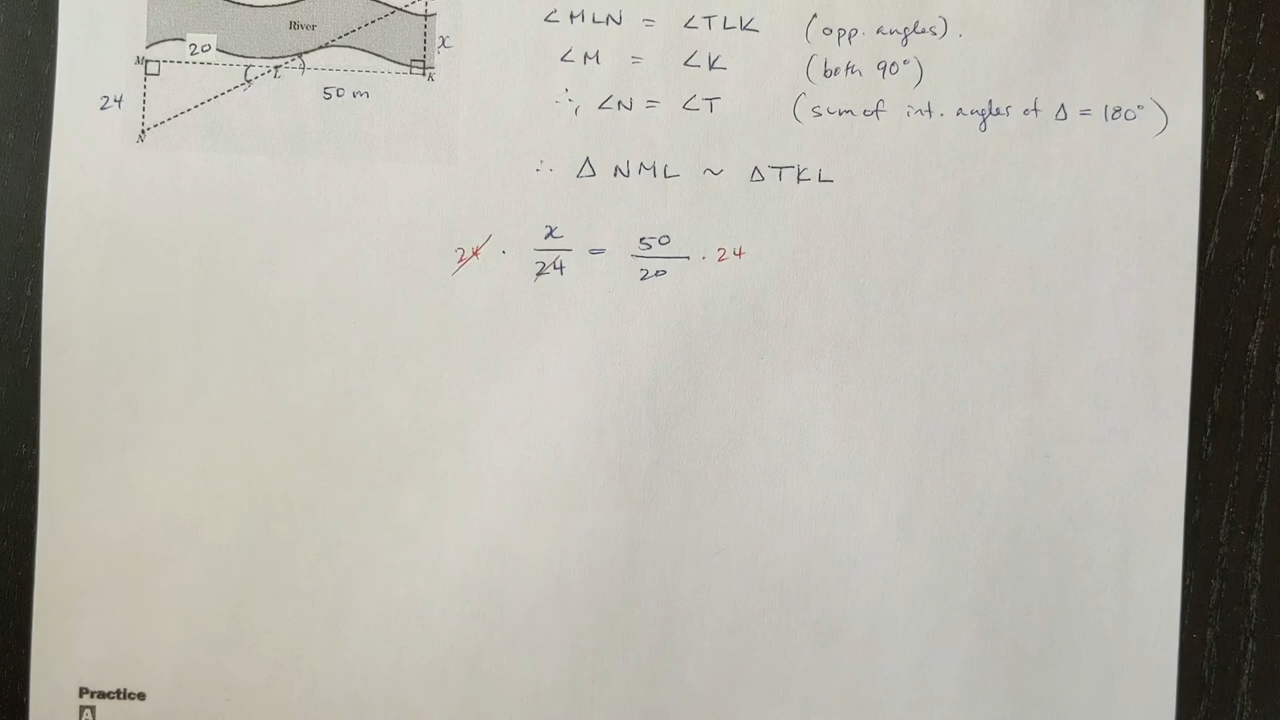 River
x
20
M
L
K
50 m
24
N
∠MLN = ∠TLK (opp. angles).
∠M = ∠K (both 90°)
∴, ∠N = ∠T (sum of int. angles of Δ = 180°)
∴ Δ NML ~ ΔTKL
24 · x/24 = 50/20 · 24
Practice
A